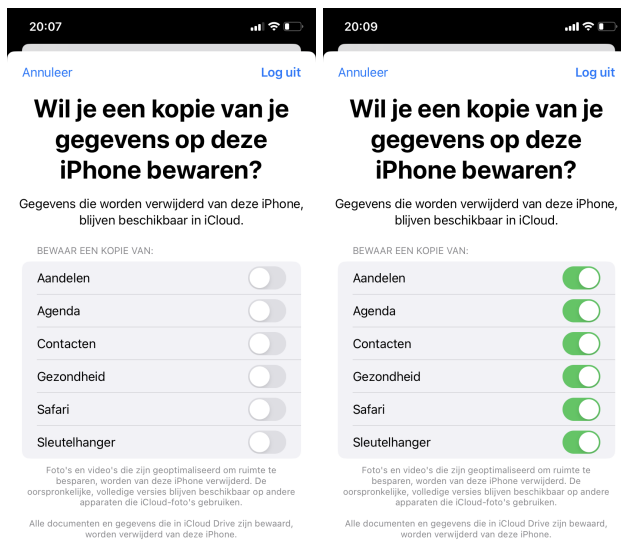 20:07
Annuleer
Log uit
Wil je een kopie van je
gegevens op deze
iPhone bewaren?
Gegevens die worden verwijderd van deze iPhone,
blijven beschikbaar in iCloud.
BEWAAR EEN KOPIE VAN:
Aandelen
Agenda
Contacten
Gezondheid
Safari
Sleutelhanger
Foto's en video's die zijn geoptimaliseerd om ruimte te
besparen, worden van deze iPhone verwijderd. De
oorspronkelijke, volledige versies blijven beschikbaar op andere
apparaten die iCloud-foto's gebruiken.
Alle documenten en gegevens die in iCloud Drive zijn bewaard,
worden verwijderd van deze iPhone.
20:09
Annuleer
Log uit
Wil je een kopie van je
gegevens op deze
iPhone bewaren?
Gegevens die worden verwijderd van deze iPhone,
blijven beschikbaar in iCloud.
BEWAAR EEN KOPIE VAN:
Aandelen
Agenda
Contacten
Gezondheid
Safari
Sleutelhanger
Foto's en video's die zijn geoptimaliseerd om ruimte te
besparen, worden van deze iPhone verwijderd. De
oorspronkelijke, volledige versies blijven beschikbaar op andere
apparaten die iCloud-foto's gebruiken.
Alle documenten en gegevens die in iCloud Drive zijn bewaard,
worden verwijderd van deze iPhone.